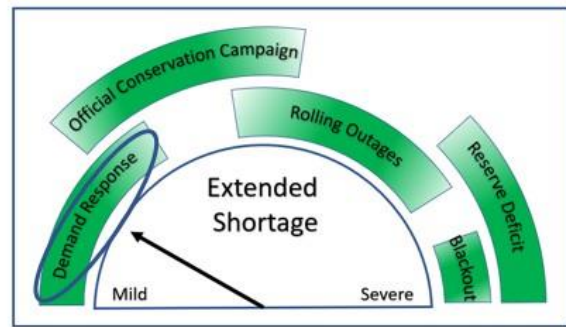 Official Conservation Campaign
Rolling Outages
Demand Response
Reserve Deficit
Extended
Shortage
Blackout
Mild
Severe